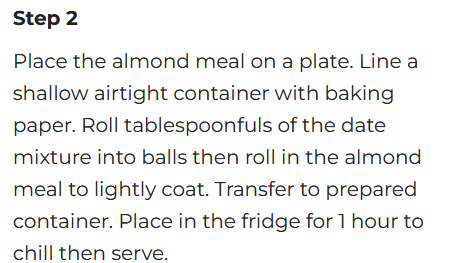 Step 2
Place the almond meal on a plate. Line a
shallow airtight container with baking
paper. Roll tablespoonfuls of the date
mixture into balls then roll in the almond
meal to lightly coat. Transfer to prepared
container. Place in the fridge for 1 hour to
chill then serve.